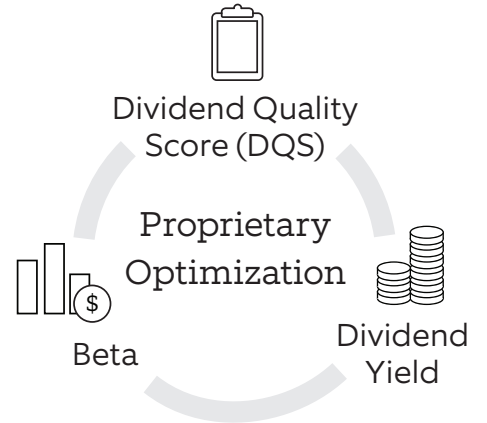 Dividend Quality
Score (DQS)
Proprietary
Optimization
$
Beta
Dividend
Yield